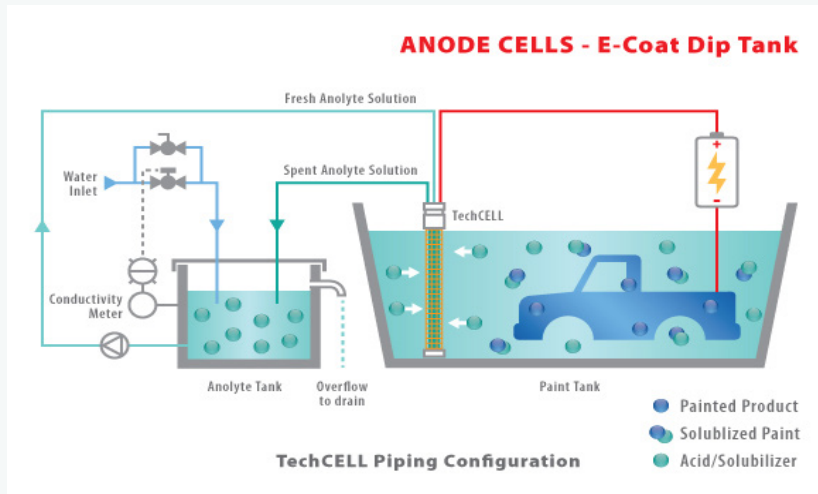 ANODE CELLS - E-Coat Dip Tank
Fresh Anolyte Solution
Water
Inlet
Spent Anolyte Solution
+
-
TechCELL
Conductivity
Meter
Anolyte Tank
Overflow
to drain
Paint Tank
Painted Product
Solublized Paint
Acid/Solubilizer
TechCELL Piping Configuration